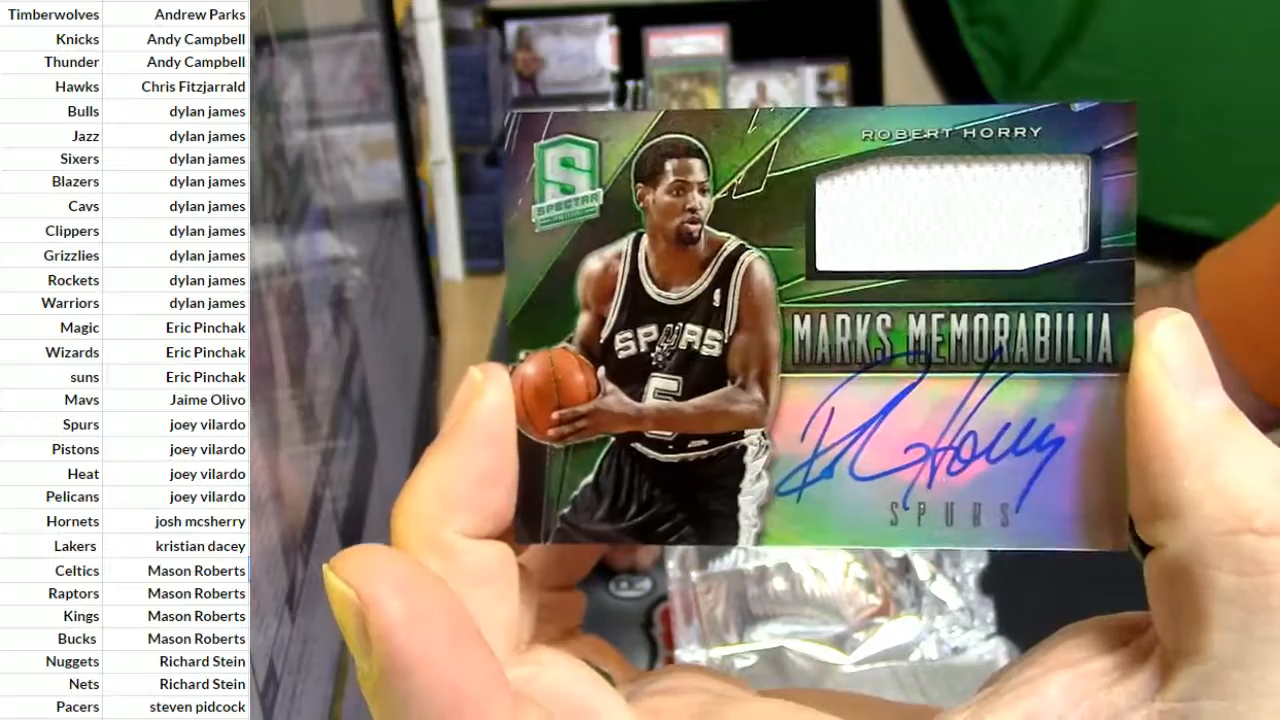 Timberwolves Andrew Parks
Knicks Andy Campbell
Thunder Andy Campbell
Hawks Chris Fitzjarrald
Bulls dylan james
Jazz dylan james
Sixers dylan james
Blazers dylan james
Cavs dylan james
Clippers dylan james
Grizzlies dylan james
Rockets dylan james
Warriors dylan james
Magic Eric Pinchak
Wizards Eric Pinchak
suns Eric Pinchak
Mavs Jaime Olivo
Spurs joey vilardo
Pistons joey vilardo
Heat joey vilardo
Pelicans joey vilardo
Hornets josh mcsherry
Lakers kristian dacey
Celtics Mason Roberts
Raptors Mason Roberts
Kings Mason Roberts
Bucks Mason Roberts
Nuggets Richard Stein
Nets Richard Stein
Pacers steven pidcock
ROBERT HORRY
S
SPECTRA
PANINI
SPURS
5
MARKS MEMORABILIA
R Horry
SPURS